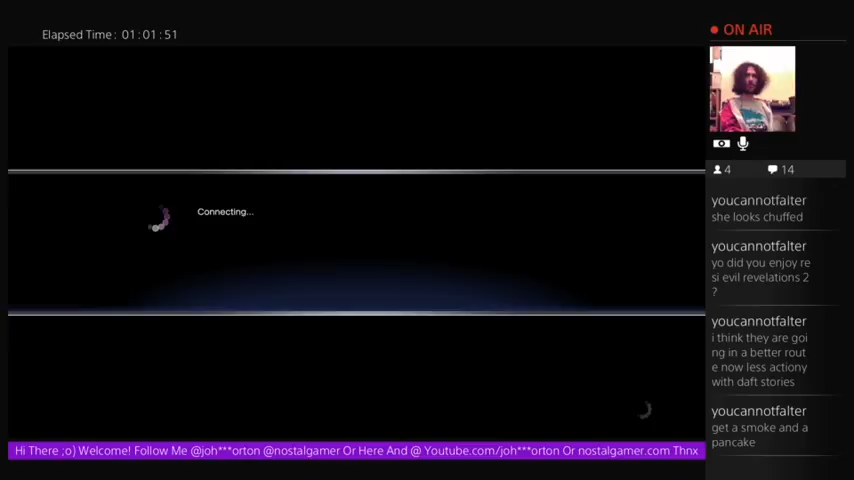 Elapsed Time: 01:01:51
ON AIR
4
14
Connecting...
youcannotfalter
she looks chuffed
youcannotfalter
yo did you enjoy re
si evil revelations 2
?
youcannotfalter
i think they are goi
ng in a better rout
e now less actiony
with daft stories
youcannotfalter
get a smoke and a
pancake
Hi There ;o) Welcome! Follow Me @joh***orton @nostalgamer Or Here And @ Youtube.com/joh***orton Or nostalgamer.com Thnx